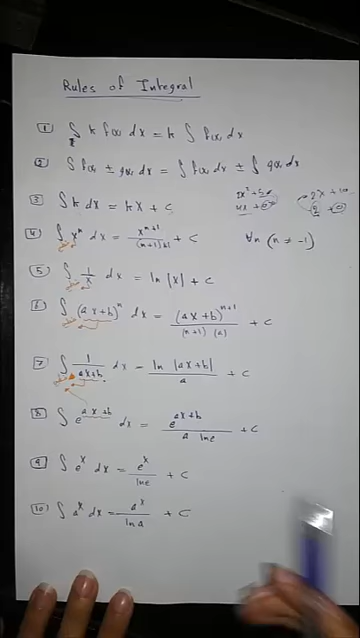 Rules of Integral
1 ∫ k f(x) dx = k ∫ f(x) dx
2 ∫ f(x) ± g(x) dx = ∫ f(x) dx ± ∫ g(x) dx
3 ∫ k dx = kx + c
4 ∫ xⁿ dx = xⁿ⁺¹/(n+1) + c ∀n (n ≠ -1)
5 ∫ 1/x dx = ln |x| + c
6 ∫ (ax+b)ⁿ dx = (ax+b)ⁿ⁺¹/(n+1)(a) + c
7 ∫ 1/ax+b dx = ln |ax+b|/a + c
8 ∫ e^ax+b dx = e^ax+b/a lne + c
9 ∫ eˣ dx = eˣ/lne + c
10 ∫ aˣ dx = aˣ/lna + c